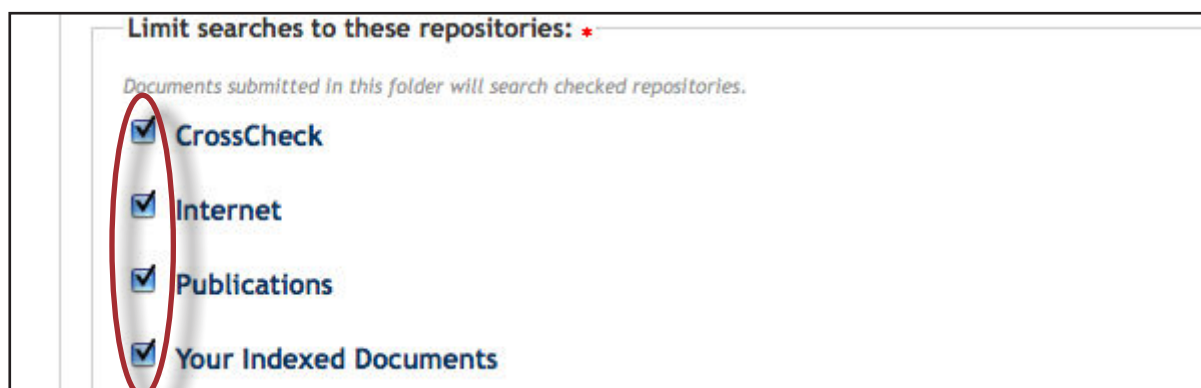 Limit searches to these repositories: *
Documents submitted in this folder will search checked repositories.
CrossCheck
Internet
Publications
Your Indexed Documents